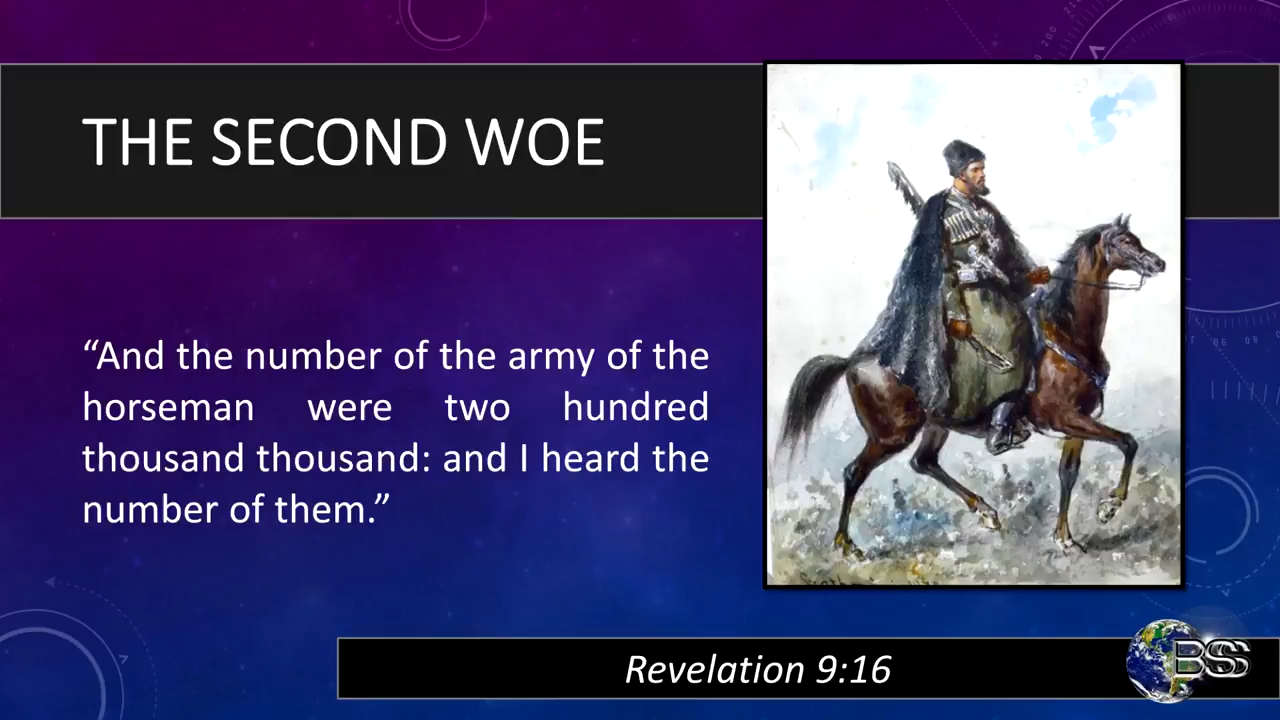 THE SECOND WOE
“And the number of the army of the
horseman were two hundred
thousand thousand: and I heard the
number of them.”
Revelation 9:16
BSS